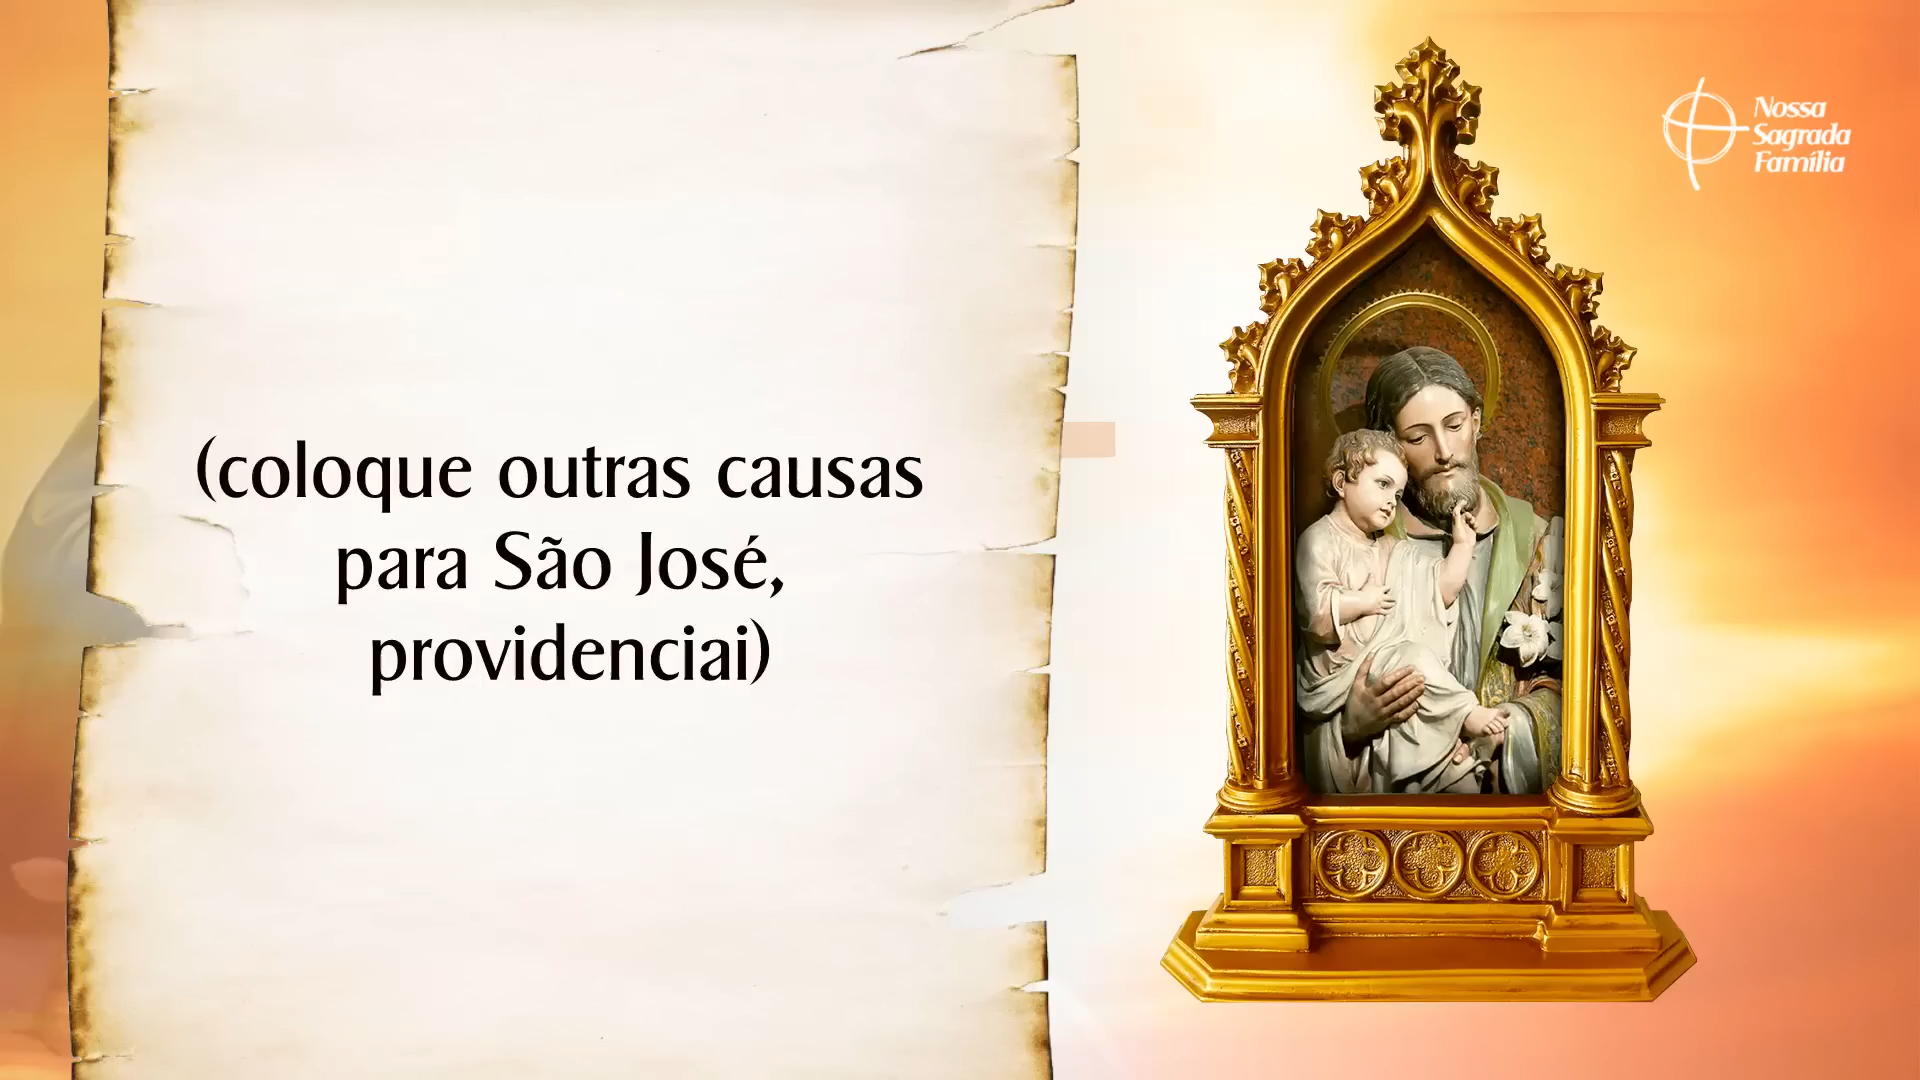 (coloque outras causas
para São José,
providenciai)
Nossa
Sagrada
Família